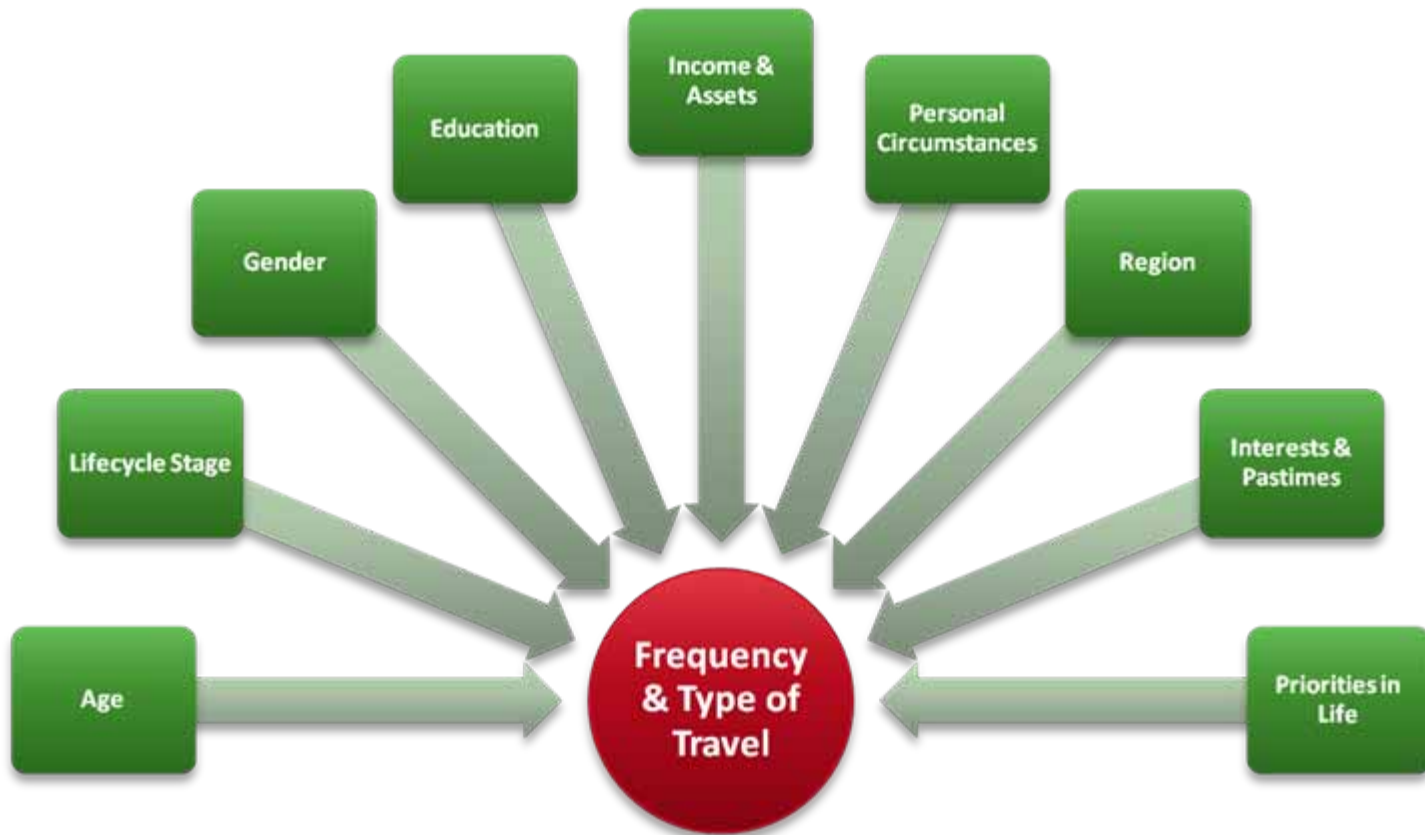 Income &
Assets
Education
Personal
Circumstances
Gender
Region
Lifecycle Stage
Interests &
Pastimes
Age
Frequency
& Type of
Travel
Priorities in
Life